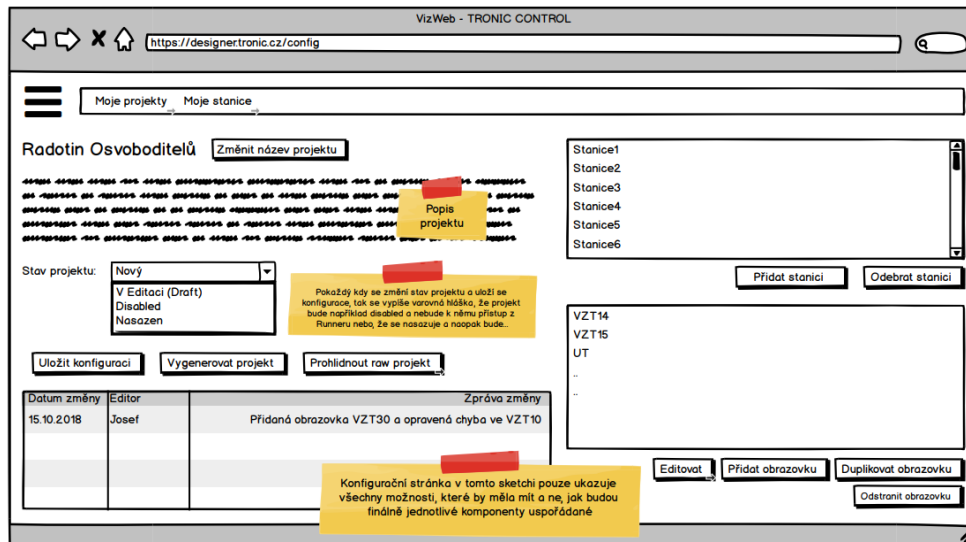 VizWeb - TRONIC CONTROL
https://designer.tronic.cz/config
Moje projekty Moje stanice
Radotin Osvoboditelů
Změnit název projektu
Popis
projektu
Stav projektu:
Nový
V Editaci (Draft)
Disabled
Nasazen
Pokaždý kdy se změní stav projektu a uloží se
konfigurace, tak se vypíše varovná hláška, že projekt
bude například disabled a nebude k němu přístup z
Runneru nebo, že se nasazuje a naopak bude..
Uložit konfiguraci
Vygenerovat projekt
Prohlidnout raw projekt
Datum změny Editor Zpráva změny
15.10.2018 Josef Přidaná obrazovka VZT30 a opravená chyba ve VZT10
Konfigurační stránka v tomto sketchi pouze ukazuje
všechny možnosti, které by měla mít a ne, jak budou
finálně jednotlivé komponenty uspořádané
Stanice1
Stanice2
Stanice3
Stanice4
Stanice5
Stanice6
Přidat stanici
Odebrat stanici
VZT14
VZT15
UT
..
..
Editovat
Přidat obrazovku
Duplikovat obrazovku
Odstranit obrazovku